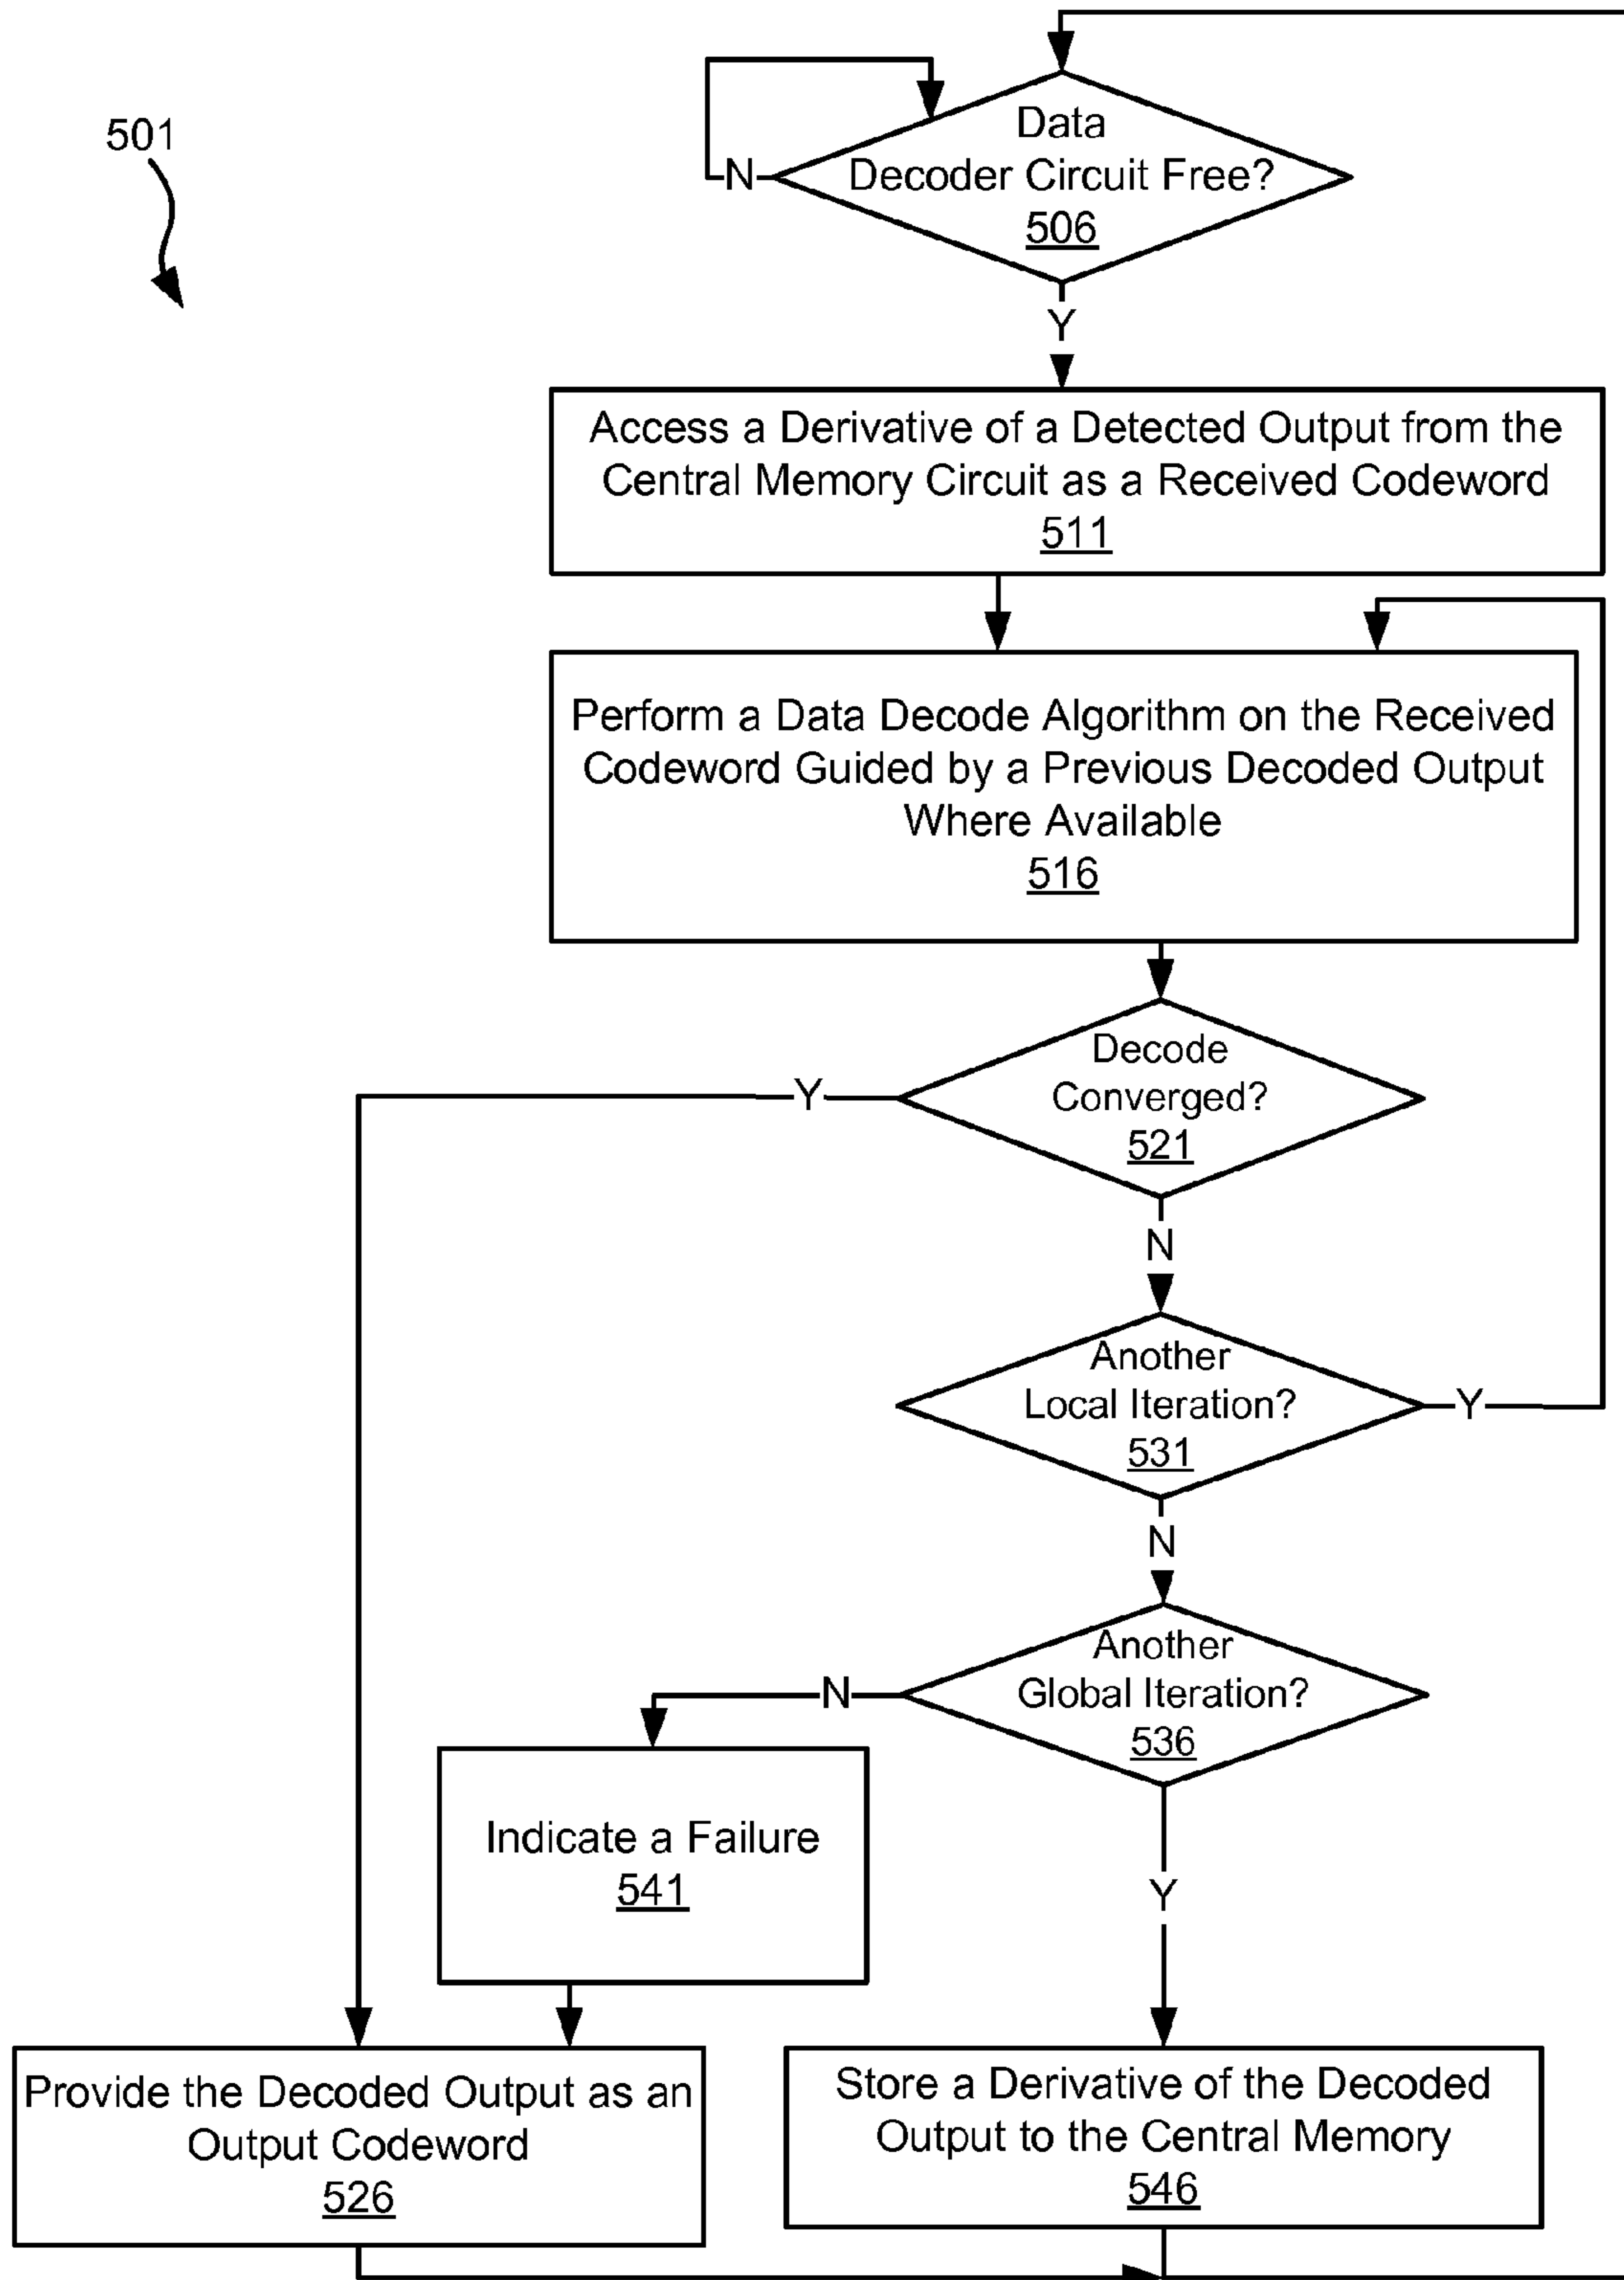 501
Data
Decoder Circuit Free?
506
N
Y
Access a Derivative of a Detected Output from the
Central Memory Circuit as a Received Codeword
511
Perform a Data Decode Algorithm on the Received
Codeword Guided by a Previous Decoded Output
Where Available
516
Decode
Converged?
521
Y
N
Another
Local Iteration?
531
Y
N
Another
Global Iteration?
536
N
Y
Indicate a Failure
541
Provide the Decoded Output as an
Output Codeword
526
Store a Derivative of the Decoded
Output to the Central Memory
546